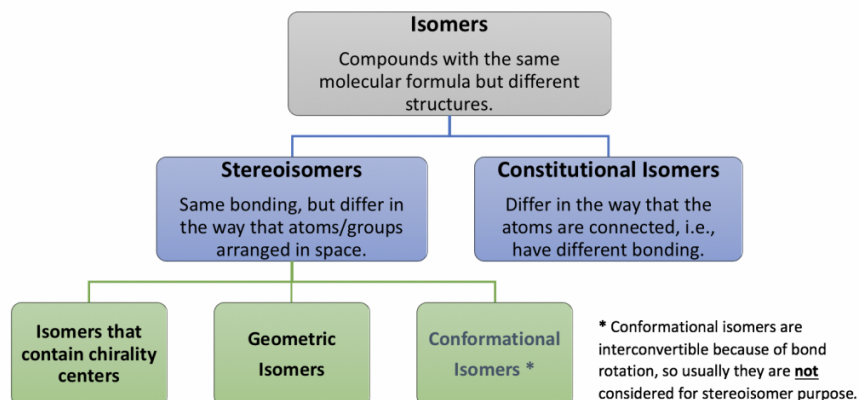 Isomers
Compounds with the same
molecular formula but different
structures.
Stereoisomers
Same bonding, but differ in
the way that atoms/groups
arranged in space.
Constitutional Isomers
Differ in the way that the
atoms are connected, i.e.,
have different bonding.
Isomers that
contain chirality
centers
Geometric
Isomers
Conformational
Isomers *
* Conformational isomers are
interconvertible because of bond
rotation, so usually they are not
considered for stereoisomer purpose.